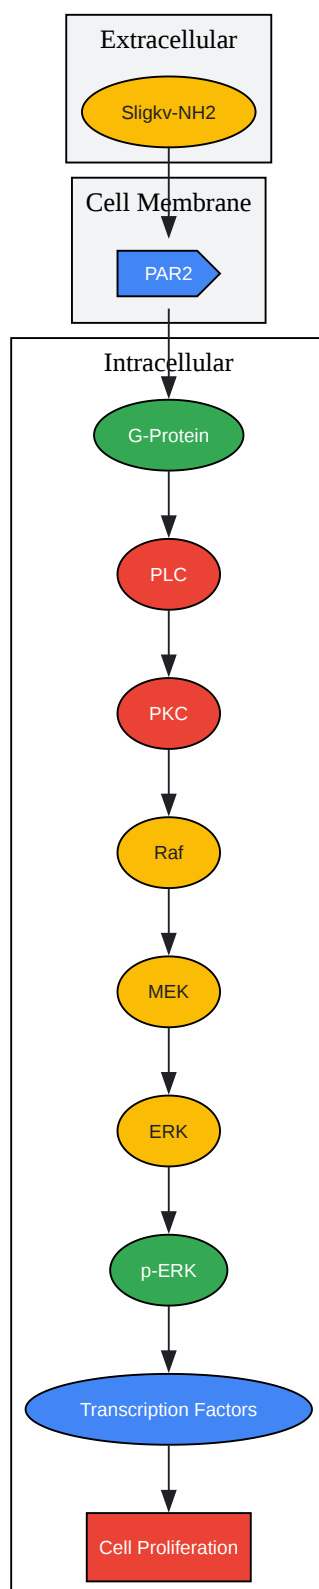 Extracellular
Sligkv-NH2
Cell Membrane
PAR2
Intracellular
G-Protein
PLC
PKC
Raf
MEK
ERK
p-ERK
Transcription Factors
Cell Proliferation